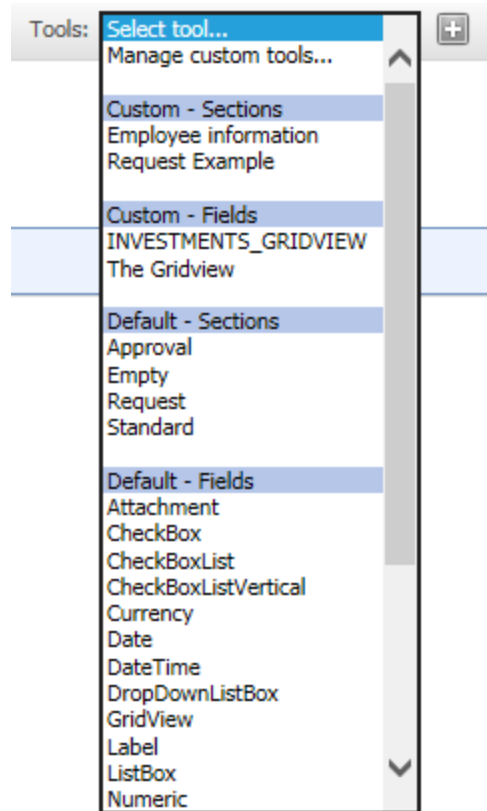 Tools: Select tool...
Manage custom tools...
Custom - Sections
Employee information
Request Example
Custom - Fields
INVESTMENTS_GRIDVIEW
The Gridview
Default - Sections
Approval
Empty
Request
Standard
Default - Fields
Attachment
CheckBox
CheckBoxList
CheckBoxListVertical
Currency
Date
DateTime
DropDownListBox
GridView
Label
ListBox
Numeric